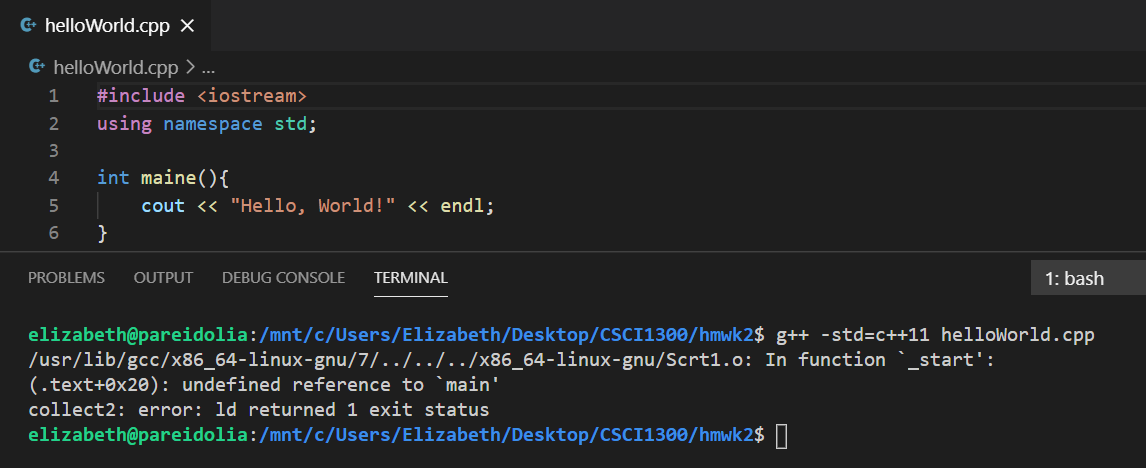 helloWorld.cpp ×
helloWorld.cpp > ...
1 #include <iostream>
2 using namespace std;
3
4 int maine(){
5 cout << "Hello, World!" << endl;
6 }
PROBLEMS OUTPUT DEBUG CONSOLE TERMINAL 1: bash
elizabeth@pareidolia:/mnt/c/Users/Elizabeth/Desktop/CSCI1300/hmwk2$ g++ -std=c++11 helloWorld.cpp
/usr/lib/gcc/x86_64-linux-gnu/7/../../../x86_64-linux-gnu/Scrt1.o: In function `_start':
(.text+0x20): undefined reference to `main'
collect2: error: ld returned 1 exit status
elizabeth@pareidolia:/mnt/c/Users/Elizabeth/Desktop/CSCI1300/hmwk2$